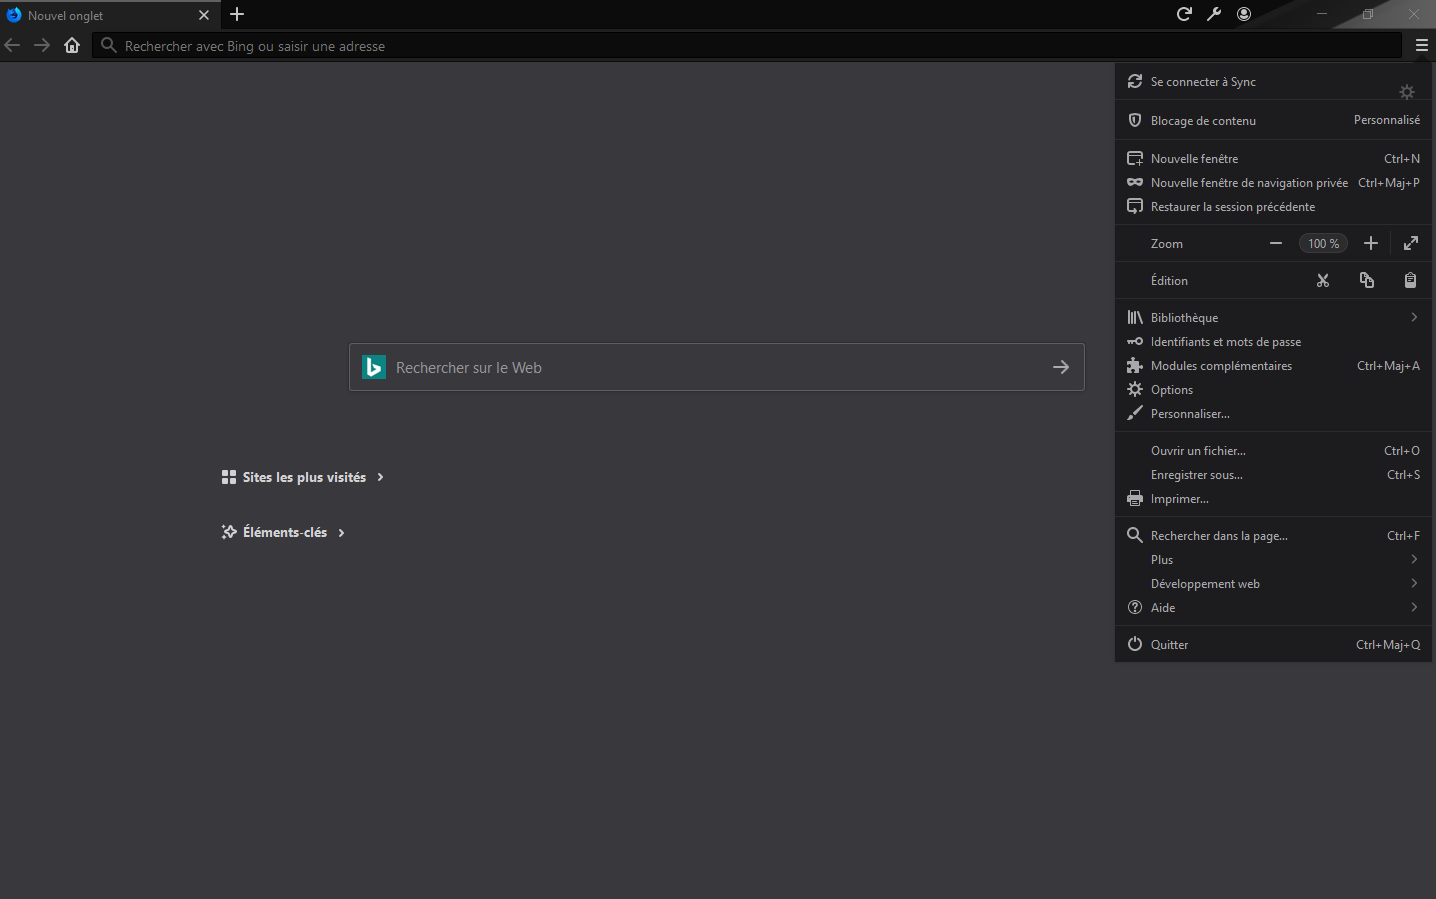 Nouvel onglet
Rechercher avec Bing ou saisir une adresse
Se connecter à Sync
Blocage de contenu Personnalisé
Nouvelle fenêtre Ctrl+N
Nouvelle fenêtre de navigation privée Ctrl+Maj+P
Restaurer la session précédente
Zoom 100 %
Édition
Bibliothèque
Identifiants et mots de passe
Modules complémentaires Ctrl+Maj+A
Options
Personnaliser...
Ouvrir un fichier... Ctrl+O
Enregistrer sous... Ctrl+S
Imprimer...
Rechercher dans la page... Ctrl+F
Plus
Développement web
Aide
Quitter Ctrl+Maj+Q
Rechercher sur le Web
Sites les plus visités
Éléments-clés